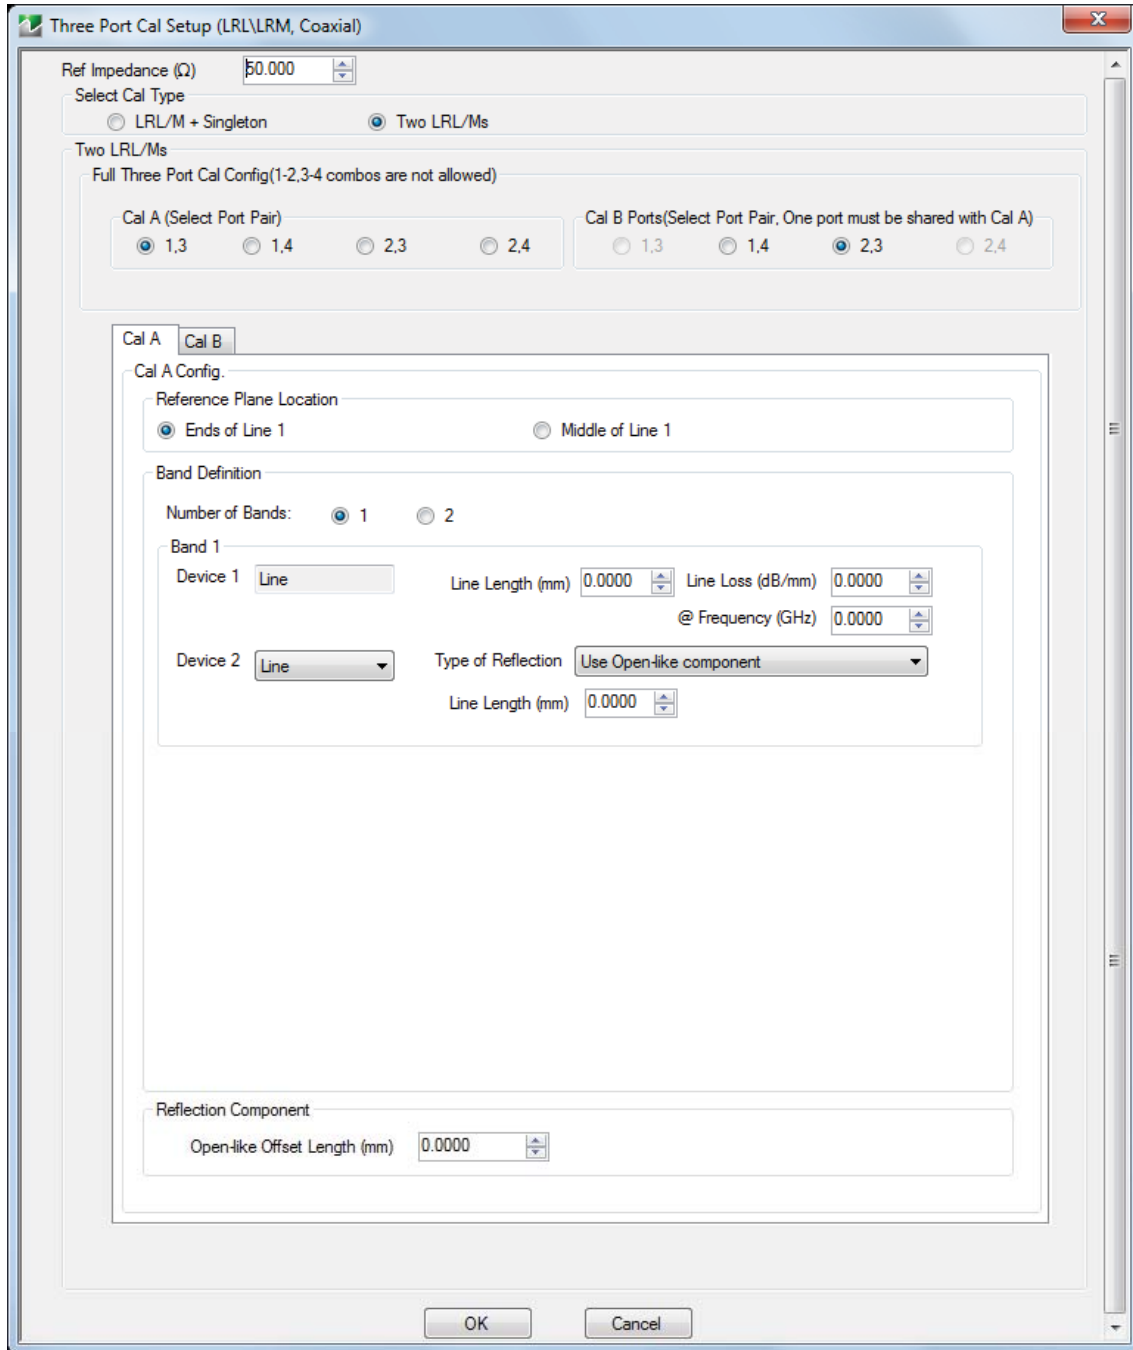 Three Port Cal Setup (LRL\LRM, Coaxial)
Ref Impedance (Ω) 50.000
Select Cal Type
LRL/M + Singleton Two LRL/Ms
Two LRL/Ms
Full Three Port Cal Config(1-2,3-4 combos are not allowed)
Cal A (Select Port Pair) Cal B Ports(Select Port Pair, One port must be shared with Cal A)
1,3 1,4 2,3 2,4 1,3 1,4 2,3 2,4
Cal A Cal B
Cal A Config.
Reference Plane Location
Ends of Line 1 Middle of Line 1
Band Definition
Number of Bands: 1 2
Band 1
Device 1 Line Line Length (mm) 0.0000 Line Loss (dB/mm) 0.0000
@ Frequency (GHz) 0.0000
Device 2 Line Type of Reflection Use Open-like component
Line Length (mm) 0.0000
Reflection Component
Open-like Offset Length (mm) 0.0000
OK Cancel